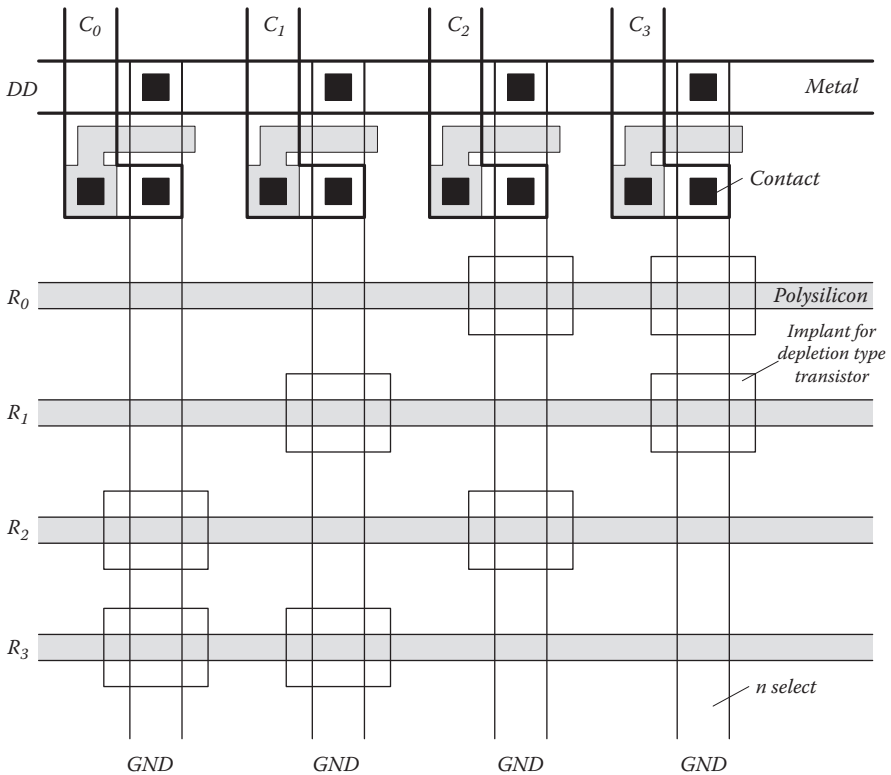 C0
C1
C2
C3
DD
Metal
Contact
R0
Polysilicon
Implant for
depletion type
transistor
R1
R2
R3
n select
GND
GND
GND
GND